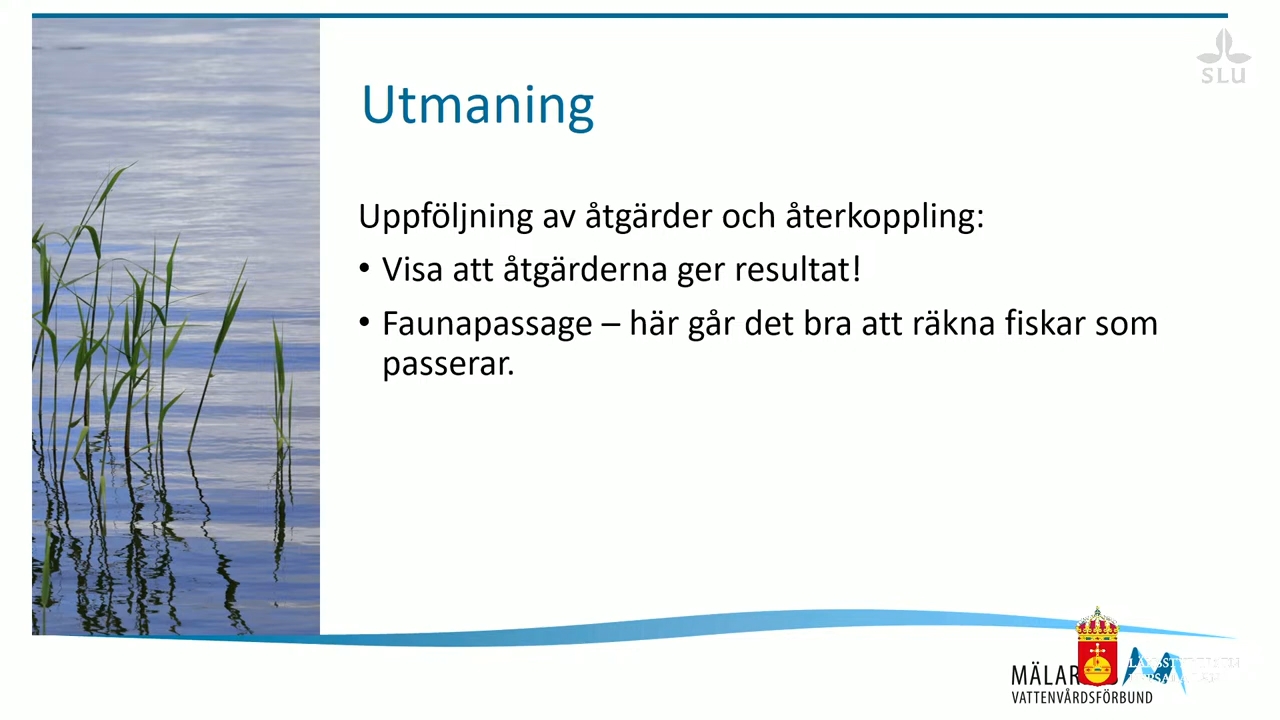 SLU
Utmaning
Uppföljning av åtgärder och återkoppling:
• Visa att åtgärderna ger resultat!
• Faunapassage – här går det bra att räkna fiskar som
passerar.
VATTENVÅRDSFÖRBUND